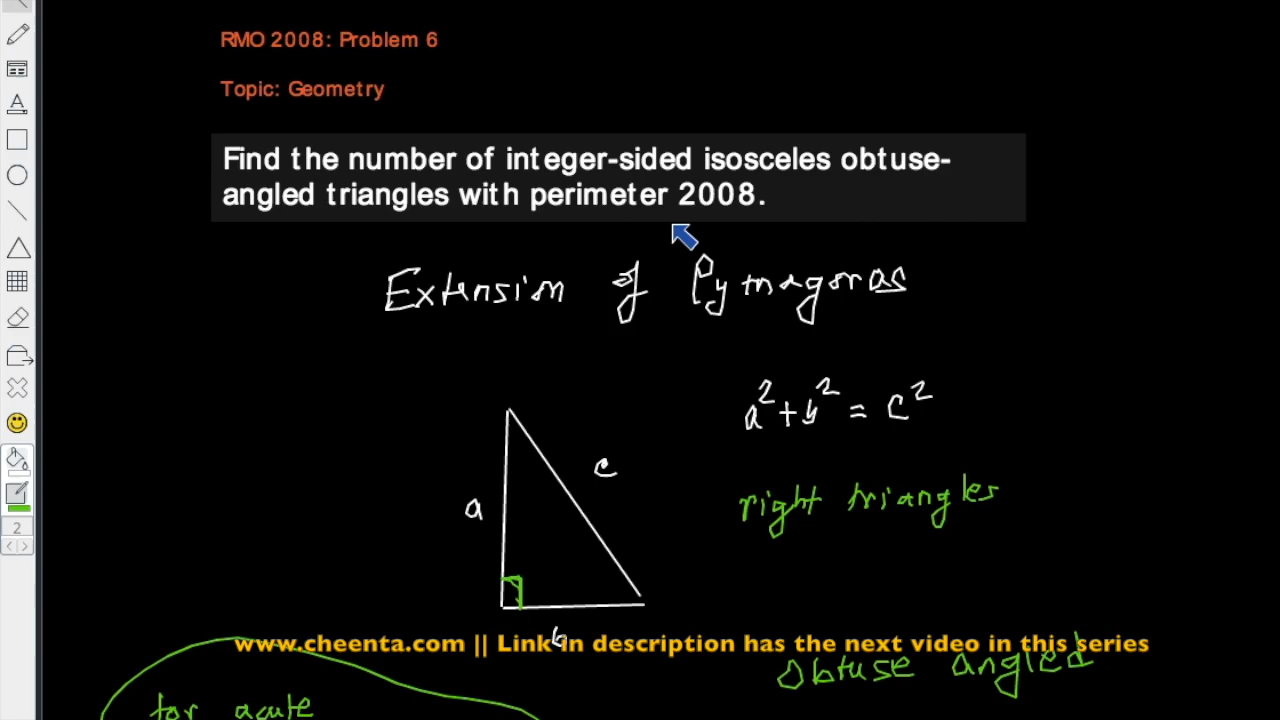 RMO 2008: Problem 6
Topic: Geometry
Find the number of integer-sided isosceles obtuse-
angled triangles with perimeter 2008.
Extension of Pythagoras
a² + b² = c²
c
a
right triangles
b
www.cheenta.com || Link in description has the next video in this series
obtuse angled
for acute
2